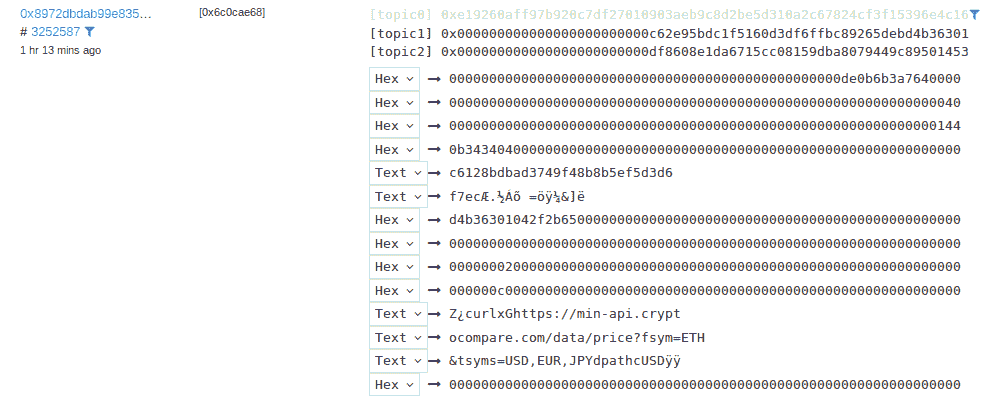 0x8972dbdab99e835...
# 3252587
1 hr 13 mins ago
[0x6c0cae68]
[topic0] 0xe19260aff97b920c7df27010903aeb9c8d2be5d310a2c67824cf3f15396e4c16
[topic1] 0x000000000000000000000000c62e95bdc1f5160d3df6ffbc89265debd4b36301
[topic2] 0x000000000000000000000000df8608e1da6715cc08159dba8079449c89501453
Hex → 0000000000000000000000000000000000000000000000000de0b6b3a7640000
Hex → 0000000000000000000000000000000000000000000000000000000000000040
Hex → 0000000000000000000000000000000000000000000000000000000000000144
Hex → 0b34340400000000000000000000000000000000000000000000000000000000
Text → c6128bdbad3749f48b8b5ef5d3d6
Text → f7ecÆ.½Áõ =öÿ¼&]ë
Hex → d4b36301042f2b65000000000000000000000000000000000000000000000000
Hex → 0000000000000000000000000000000000000000000000000000000000000000
Hex → 0000000200000000000000000000000000000000000000000000000000000000
Hex → 000000c000000000000000000000000000000000000000000000000000000000
Text → Z¿curlxGhttps://min-api.crypt
Text → ocompare.com/data/price?fsym=ETH
Text → &tsyms=USD,EUR,JPYdpathcUSDÿÿ
Hex → 0000000000000000000000000000000000000000000000000000000000000000